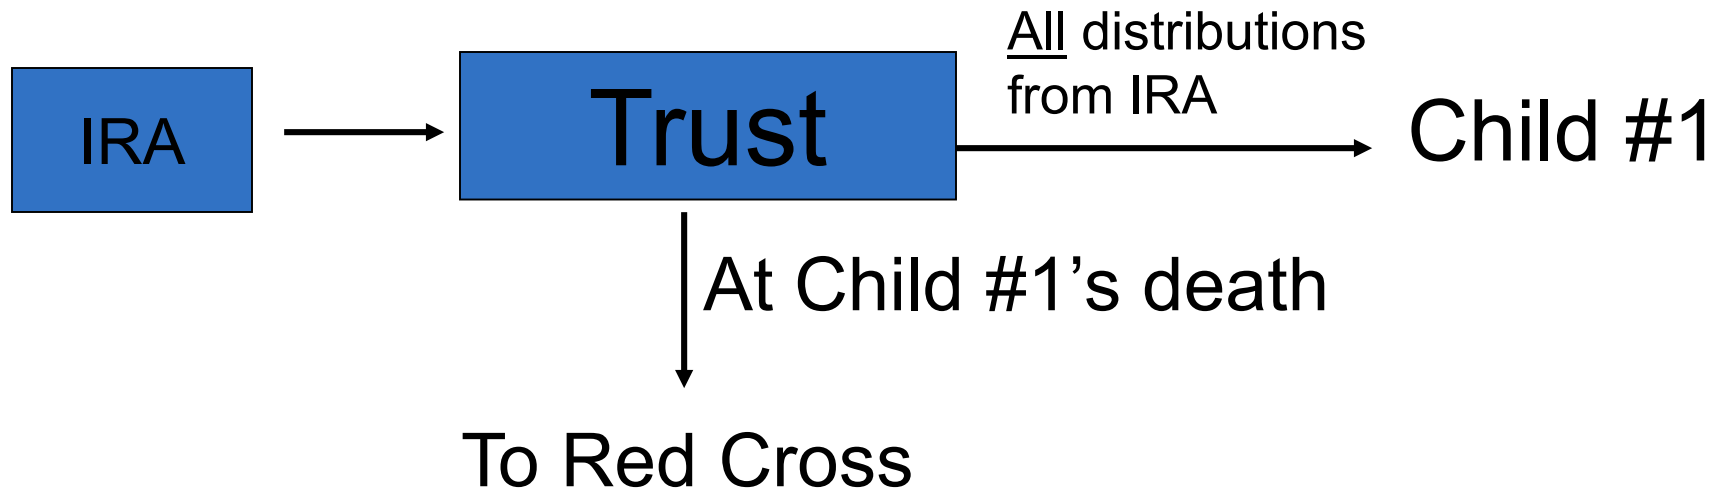 All distributions
from IRA
IRA
Trust
Child #1
At Child #1’s death
To Red Cross